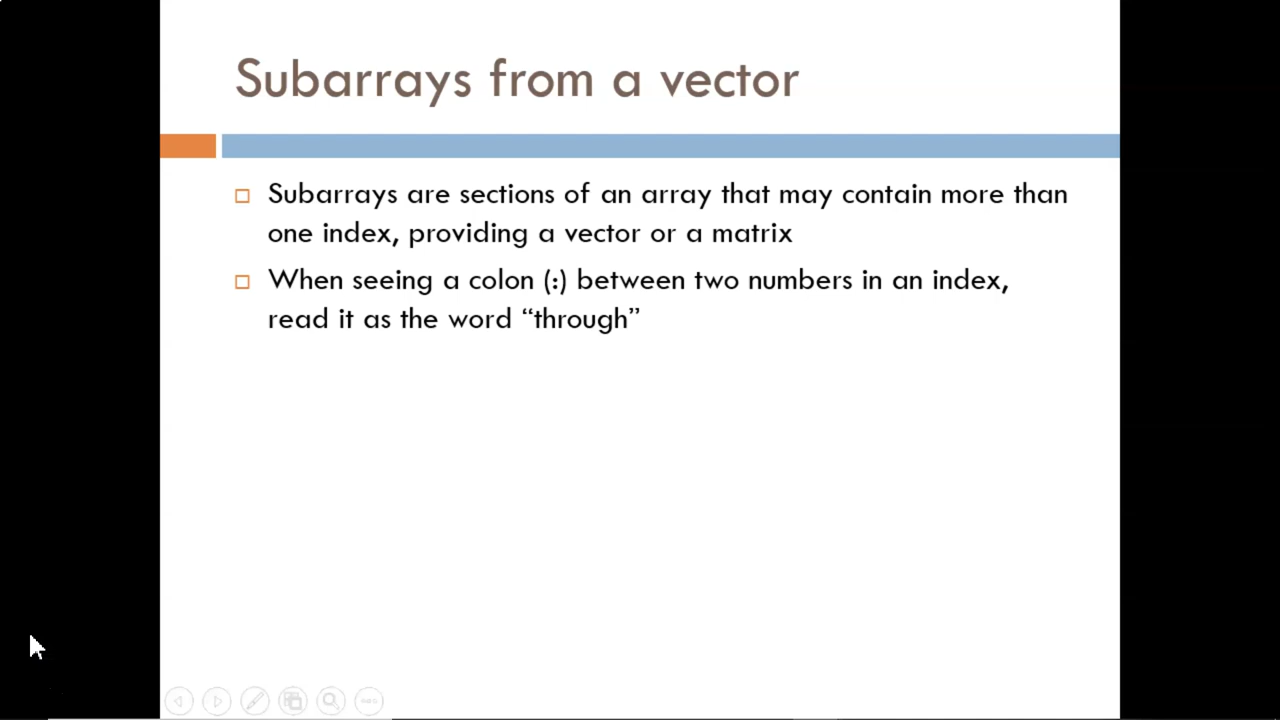 Subarrays from a vector
Subarrays are sections of an array that may contain more than
one index, providing a vector or a matrix
When seeing a colon (:) between two numbers in an index,
read it as the word “through”